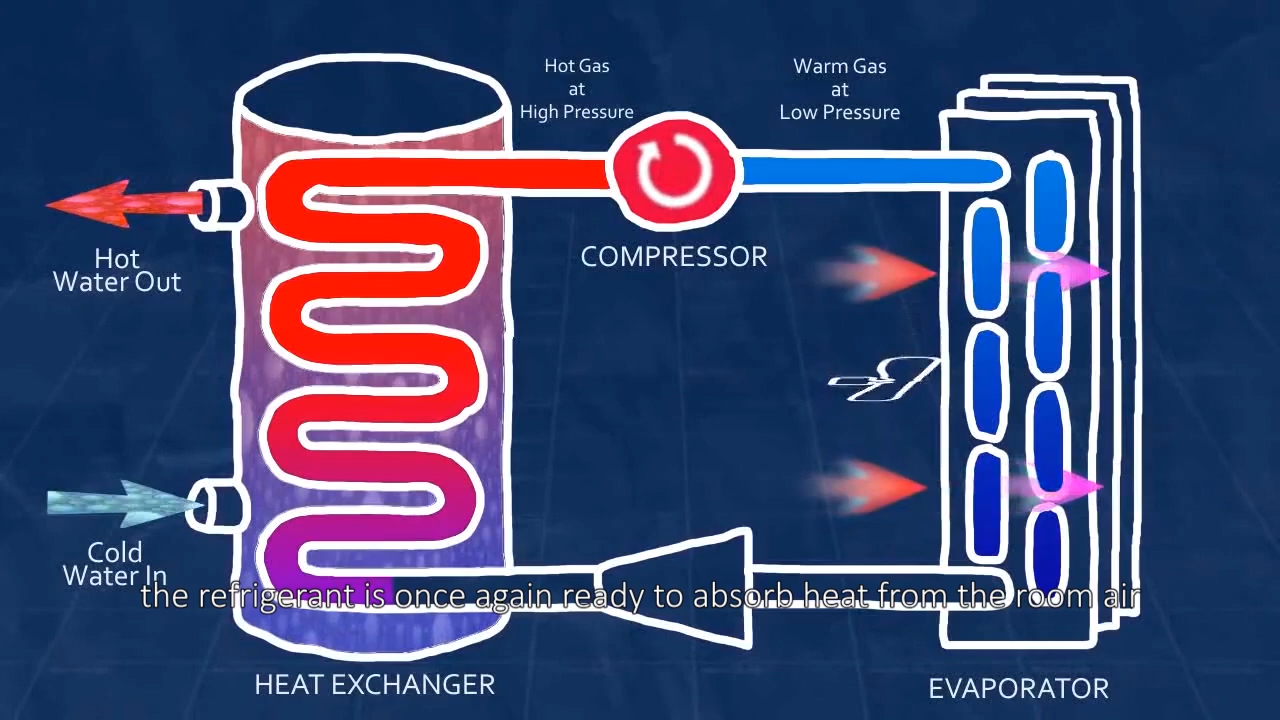 Hot Gas
at
High Pressure
Warm Gas
at
Low Pressure
COMPRESSOR
Hot
Water Out
Cold
Water In
the refrigerant is once again ready to absorb heat from the room air
HEAT EXCHANGER
EVAPORATOR